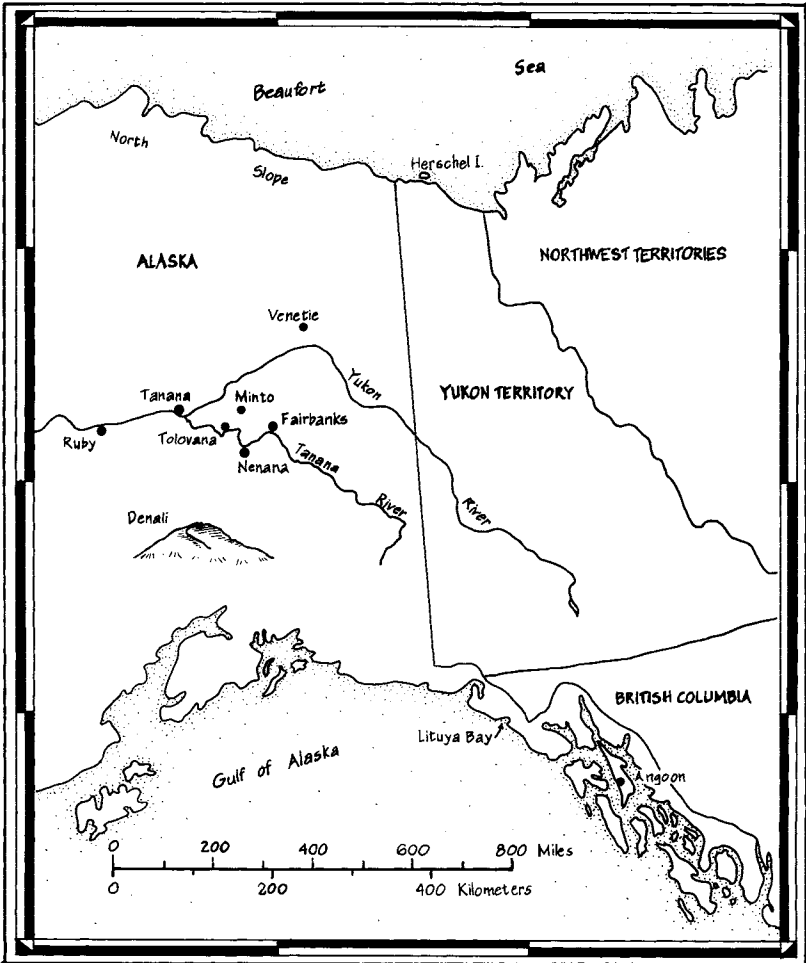 Sea
Beaufort
North
Slope
Herschel I.
ALASKA
NORTHWEST TERRITORIES
Venetie
Yukon
River
YUKON TERRITORY
Tanana
Minto
Ruby
Tolovana
Fairbanks
Nenana
Tanana
River
Denali
BRITISH COLUMBIA
Lituya Bay
Angoon
Gulf of Alaska
0 200 400 600 800 Miles
0 200 400 Kilometers